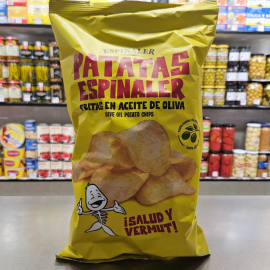 ESPINALER
PATATAS
ESPINALER
FRITAS EN ACEITE DE OLIVA
OLIVE OIL POTATO CHIPS
¡SALUD Y
VERMUT!